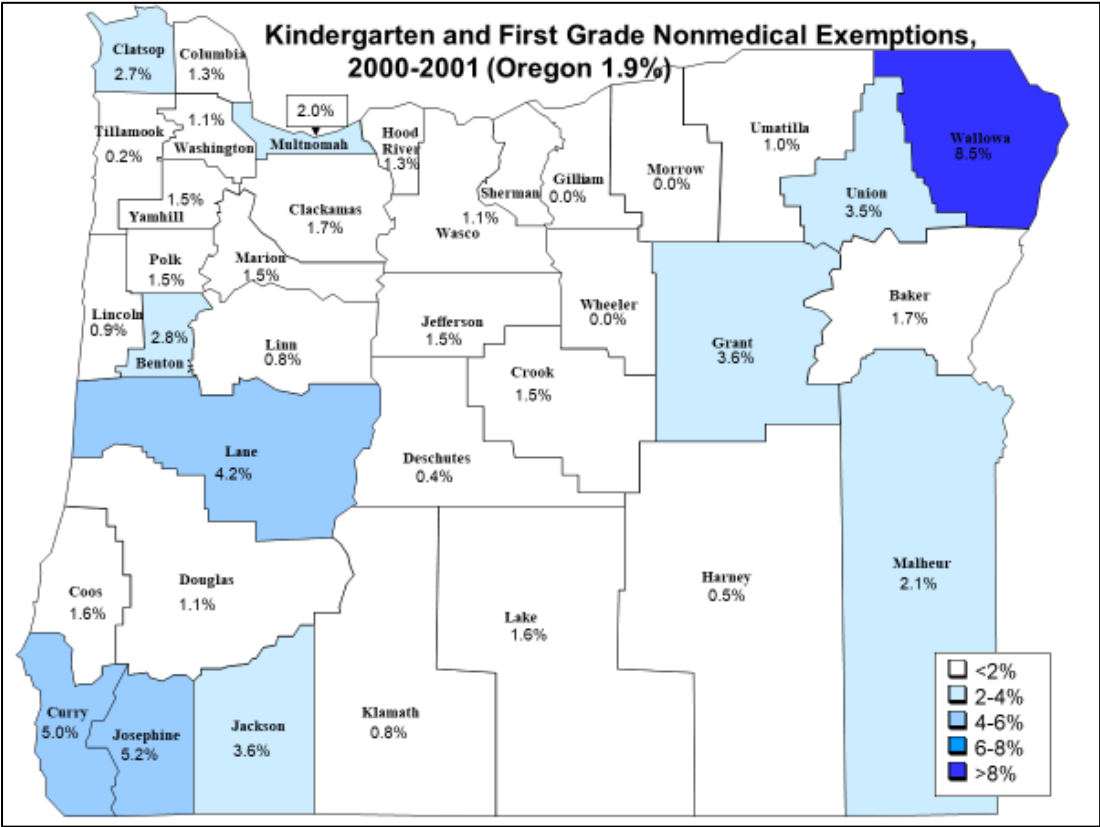 Kindergarten and First Grade Nonmedical Exemptions,
2000-2001 (Oregon 1.9%)
Clatsop
2.7%
Columbia
1.3%
Tillamook
0.2%
1.1%
Washington
2.0%
Multnomah
Hood
River
1.3%
1.5%
Yamhill
Clackamas
1.7%
1.1%
Wasco
Sherman
Gilliam
0.0%
Morrow
0.0%
Umatilla
1.0%
Union
3.5%
Wallowa
8.5%
Polk
1.5%
Marion
1.5%
Lincoln
0.9%
2.8%
Benton
Linn
0.8%
Jefferson
1.5%
Wheeler
0.0%
Grant
3.6%
Baker
1.7%
Crook
1.5%
Lane
4.2%
Deschutes
0.4%
Coos
1.6%
Douglas
1.1%
Lake
1.6%
Harney
0.5%
Malheur
2.1%
Curry
5.0%
Josephine
5.2%
Jackson
3.6%
Klamath
0.8%
<2%
2-4%
4-6%
6-8%
>8%